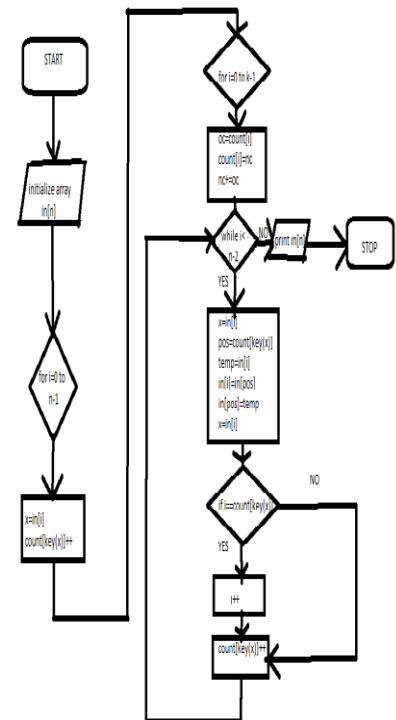 START
initialize array
in[n]
for i=0 to
n-1
x=in[i]
count[key(x)]++
for i=0 to k-1
oc=count[i]
count[i]=nc
nc+=oc
while i<
n-2
NO
print in[n]
STOP
YES
x=in[i]
pos=count[key(x)]
temp=in[i]
in[i]=in[pos]
in[pos]=temp
x=in[i]
if i==count[key(x)
NO
YES
i++
count[key(x)]++